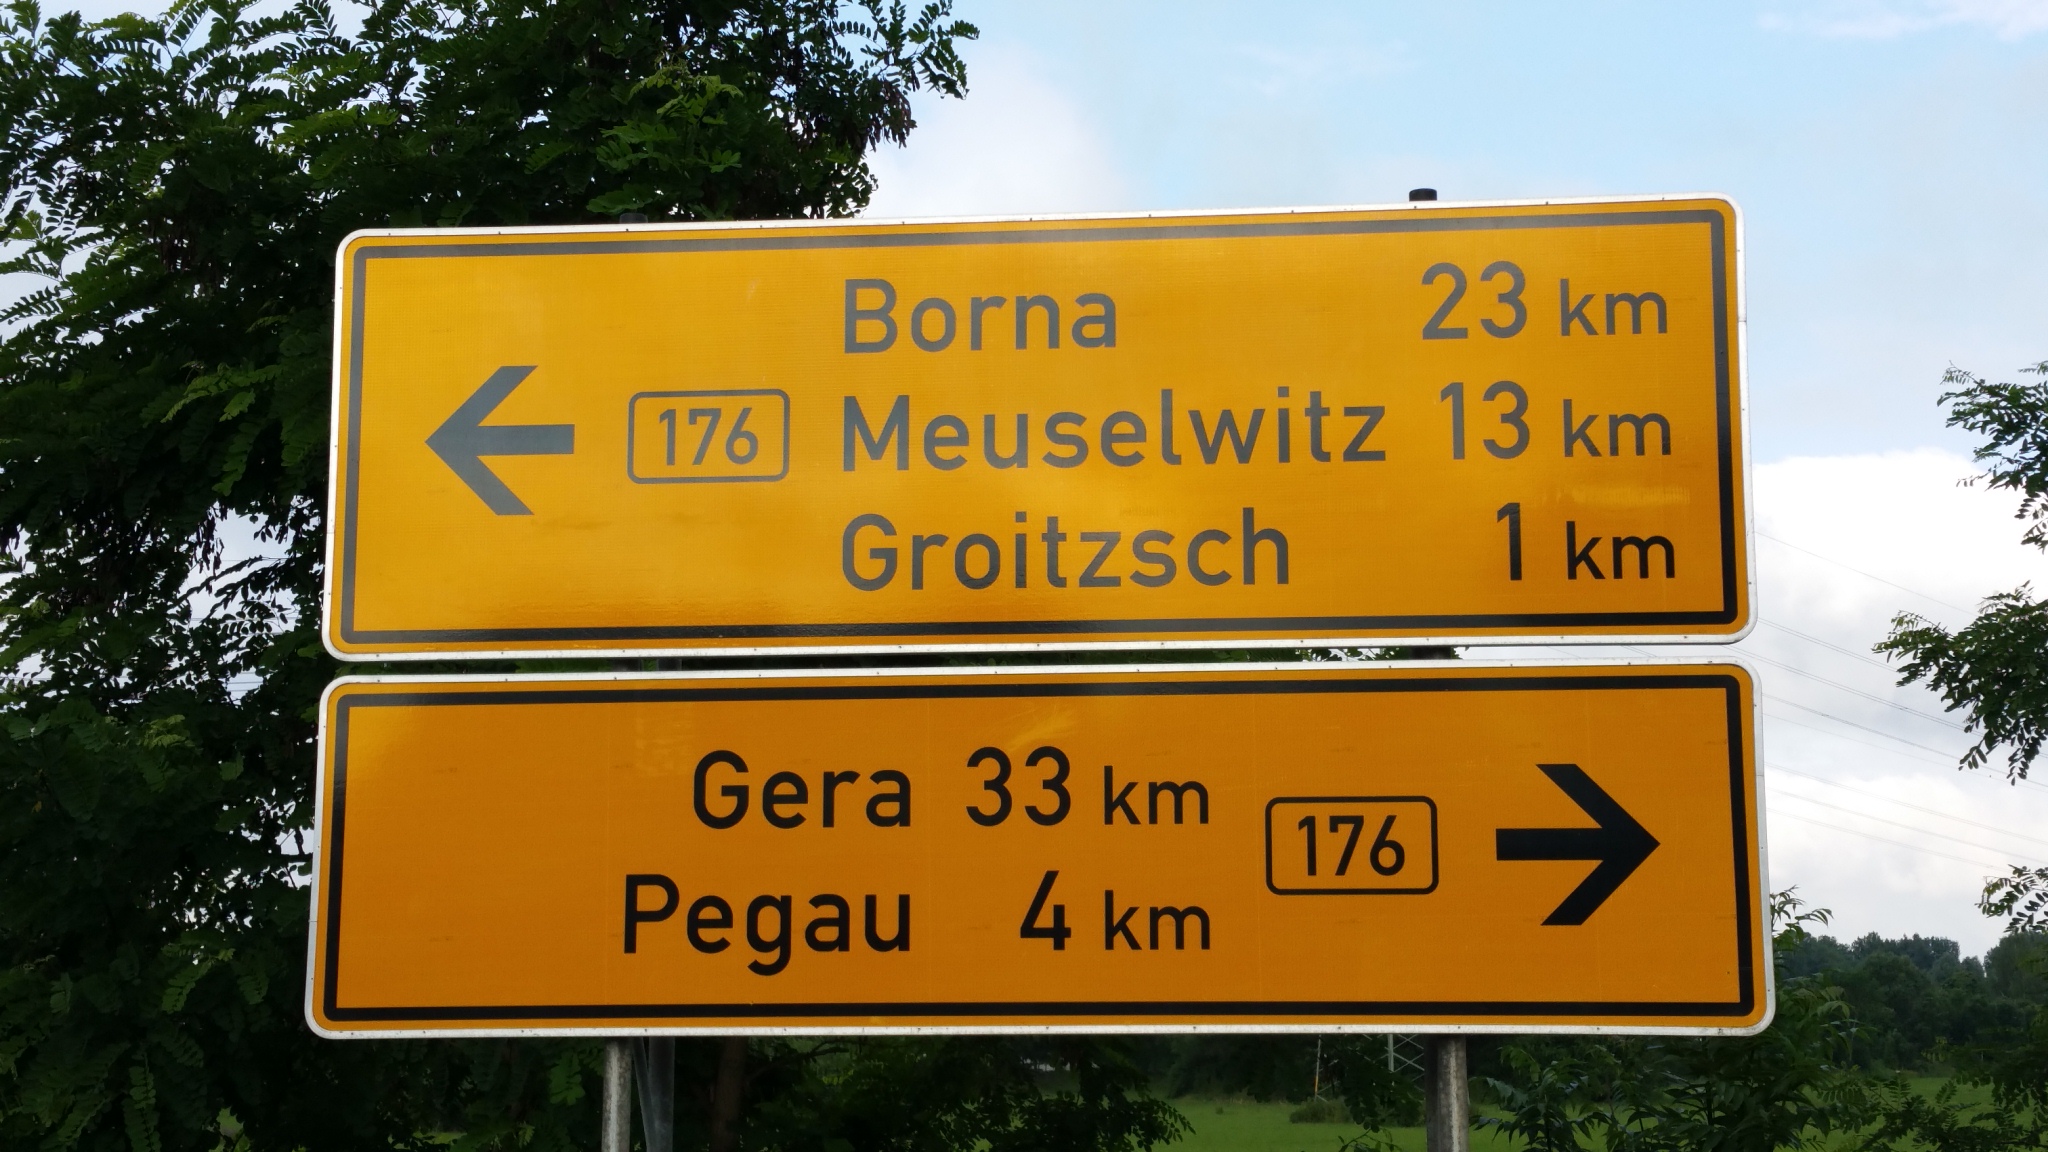 Borna 23 km
176 Meuselwitz 13 km
Groitzsch 1 km
Gera 33 km
176
Pegau 4 km